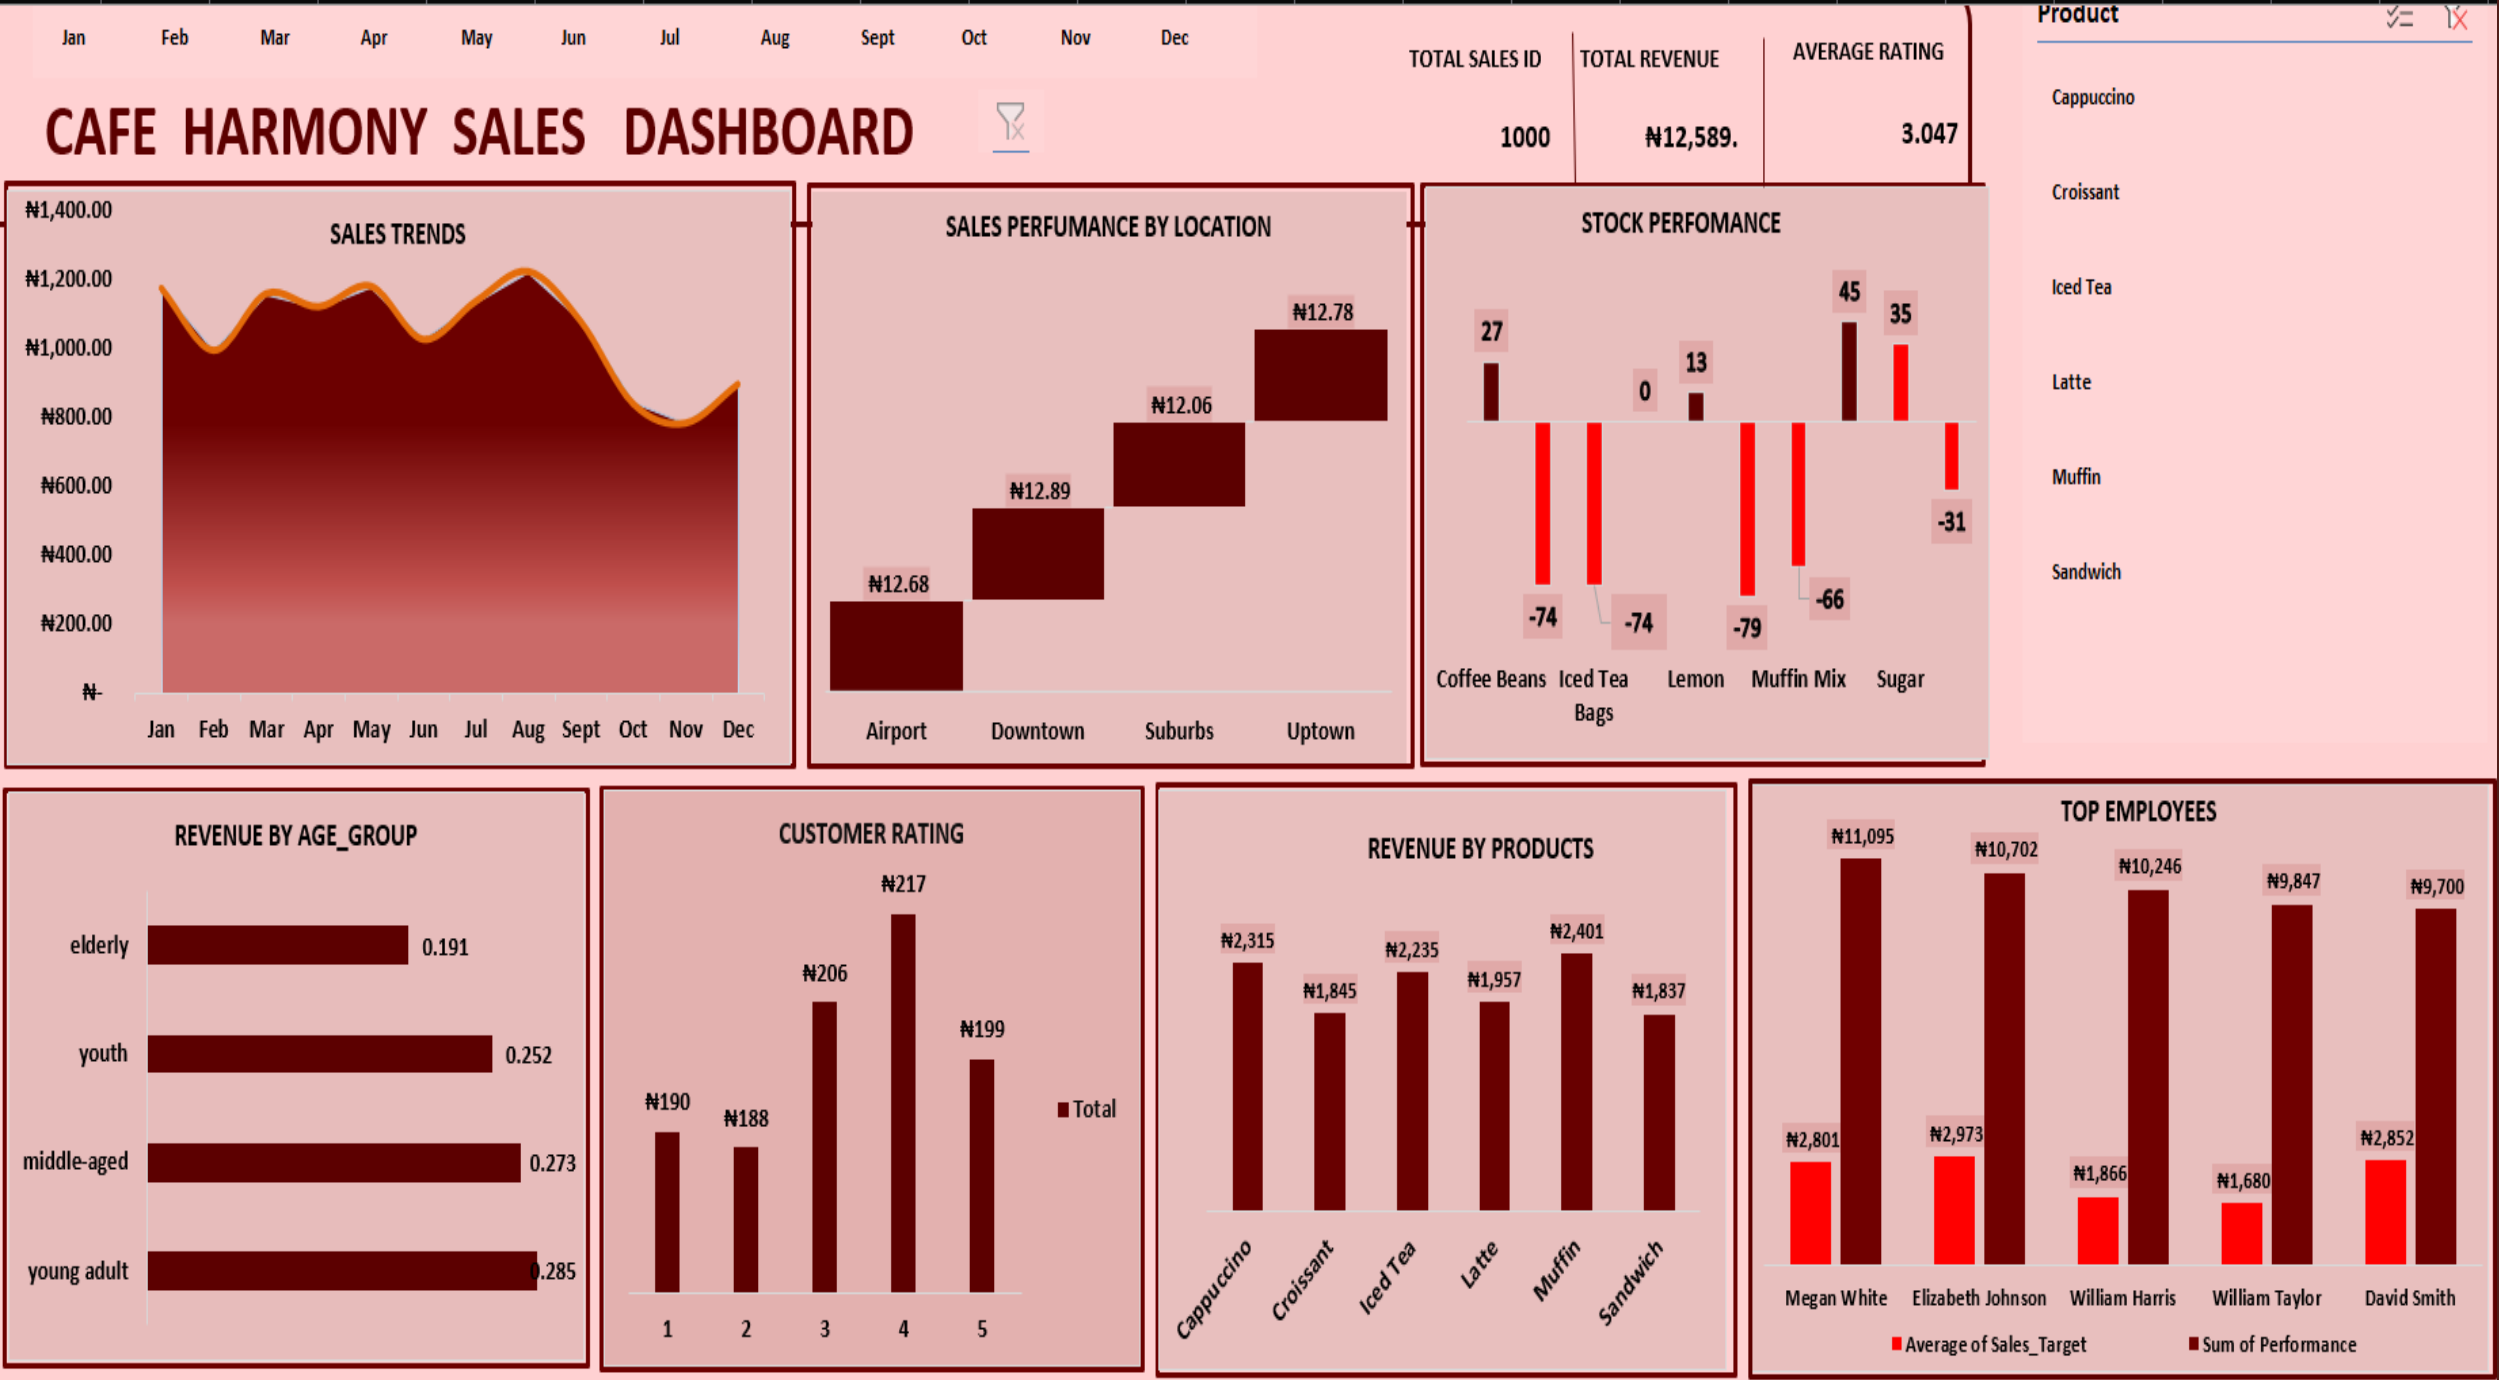 Jan Feb Mar Apr May Jun Jul Aug Sept Oct Nov Dec
Product
TOTAL SALES ID TOTAL REVENUE AVERAGE RATING
1000 ₦12,589. 3.047
CAFE HARMONY SALES DASHBOARD
Cappuccino
Croissant
Iced Tea
Latte
Muffin
Sandwich
SALES TRENDS
₦1,400.00
₦1,200.00
₦1,000.00
₦800.00
₦600.00
₦400.00
₦200.00
₦-
Jan Feb Mar Apr May Jun Jul Aug Sept Oct Nov Dec
SALES PERFUMANCE BY LOCATION
₦12.78
₦12.06
₦12.89
₦12.68
Airport Downtown Suburbs Uptown
STOCK PERFOMANCE
45
35
27
13
0
-31
-66
-74 -74 -79
Coffee Beans Iced Tea Lemon Muffin Mix Sugar
Bags
REVENUE BY AGE_GROUP
elderly 0.191
youth 0.252
middle-aged 0.273
young adult 0.285
CUSTOMER RATING
₦217
₦206
₦199
₦190
₦188
Total
1 2 3 4 5
REVENUE BY PRODUCTS
₦2,315 ₦1,845 ₦2,235 ₦1,957 ₦2,401 ₦1,837
Cappuccino Croissant Iced Tea Latte Muffin Sandwich
TOP EMPLOYEES
₦11,095 ₦10,702 ₦10,246 ₦9,847 ₦9,700
₦2,801 ₦2,973 ₦1,866 ₦1,680 ₦2,852
Megan White Elizabeth Johnson William Harris William Taylor David Smith
Average of Sales_Target Sum of Performance